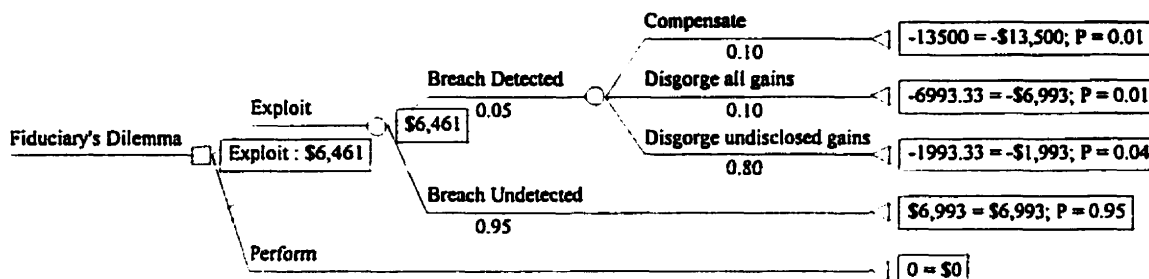 Compensate
0.10
-13500 = -$13,500; P = 0.01
Breach Detected
0.05
Disgorge all gains
0.10
-6993.33 = -$6,993; P = 0.01
Exploit
$6,461
Disgorge undisclosed gains
0.80
-1993.33 = -$1,993; P = 0.04
Fiduciary's Dilemma
Exploit : $6,461
Breach Undetected
0.95
$6,993 = $6,993; P = 0.95
Perform
0 = $0